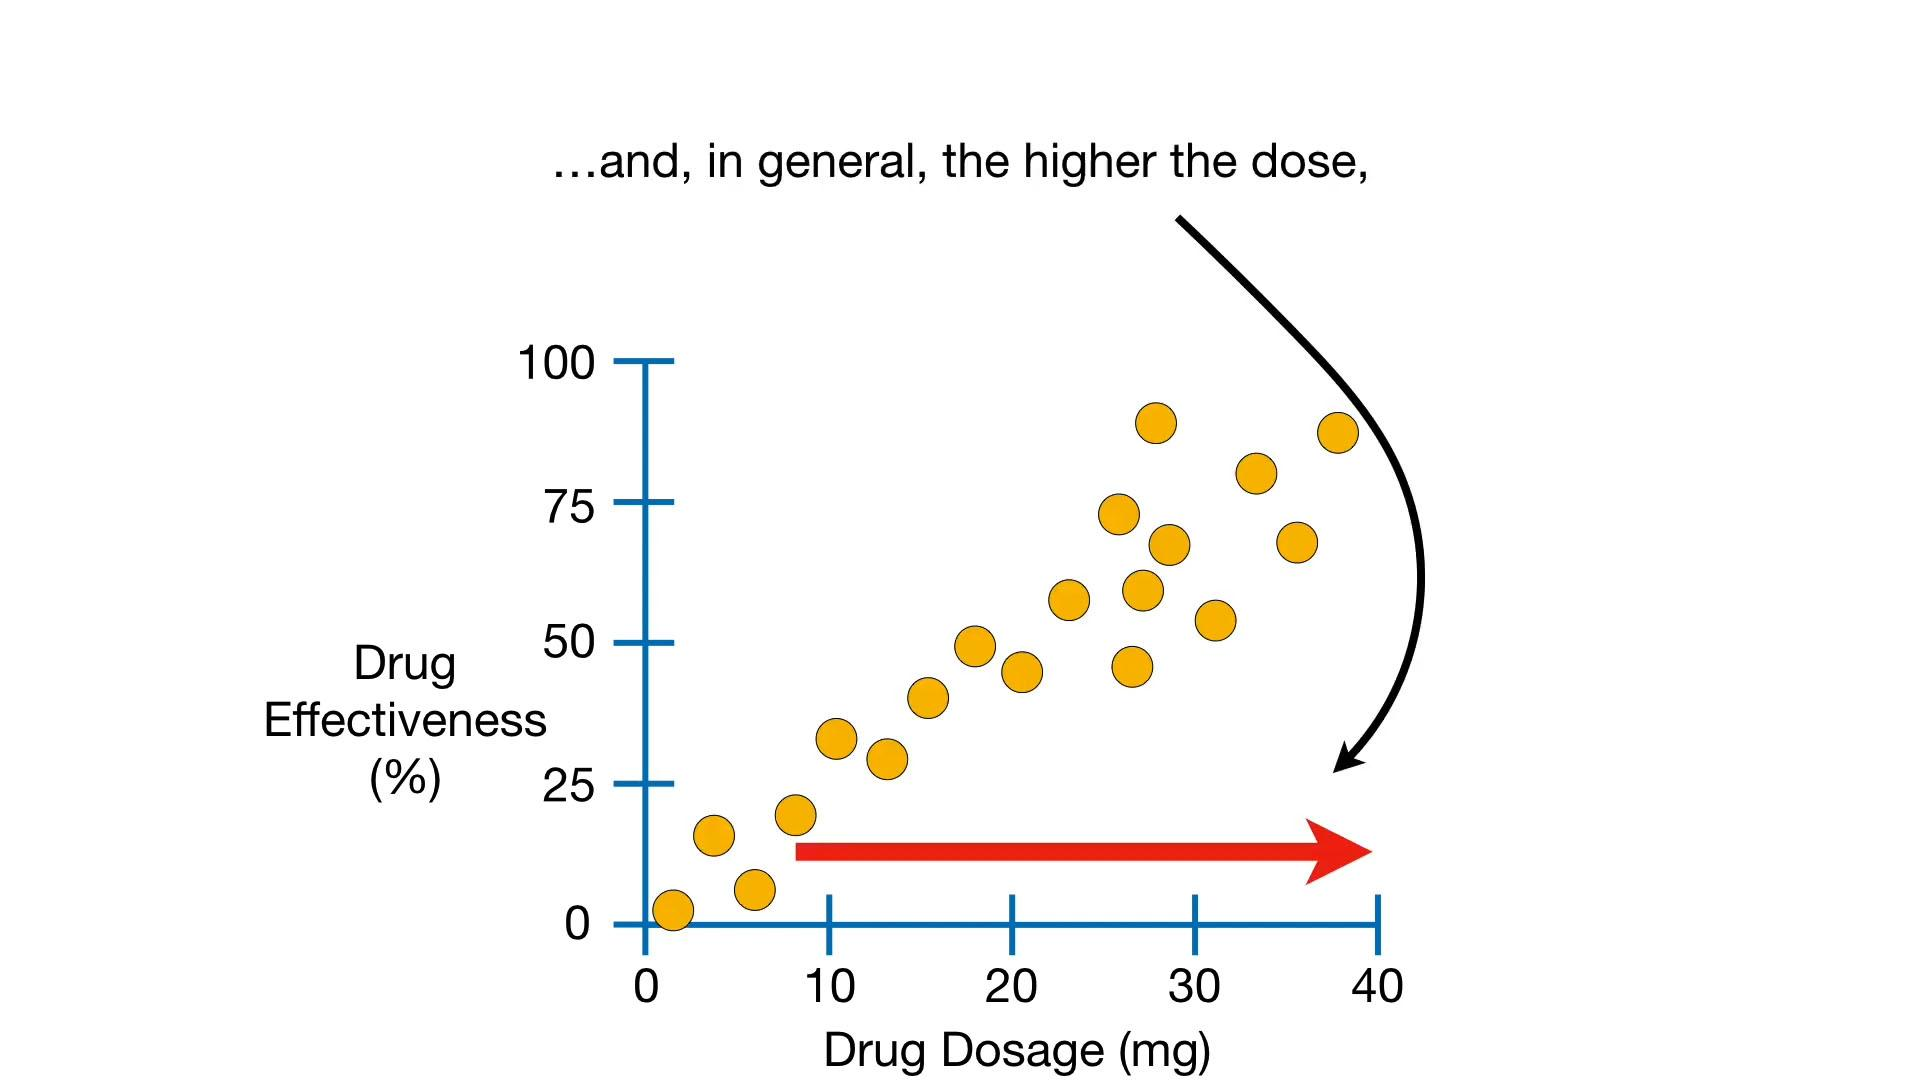 …and, in general, the higher the dose,
100
75
50
25
0
Drug
Effectiveness
(%)
0 10 20 30 40
Drug Dosage (mg)